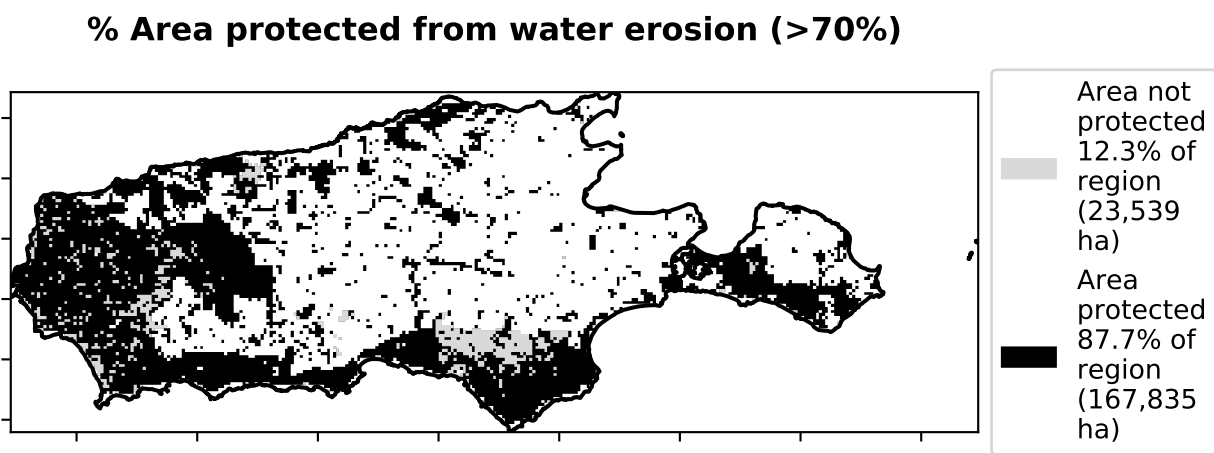 % Area protected from water erosion (>70%)
Area not
protected
12.3% of
region
(23,539
ha)
Area
protected
87.7% of
region
(167,835
ha)